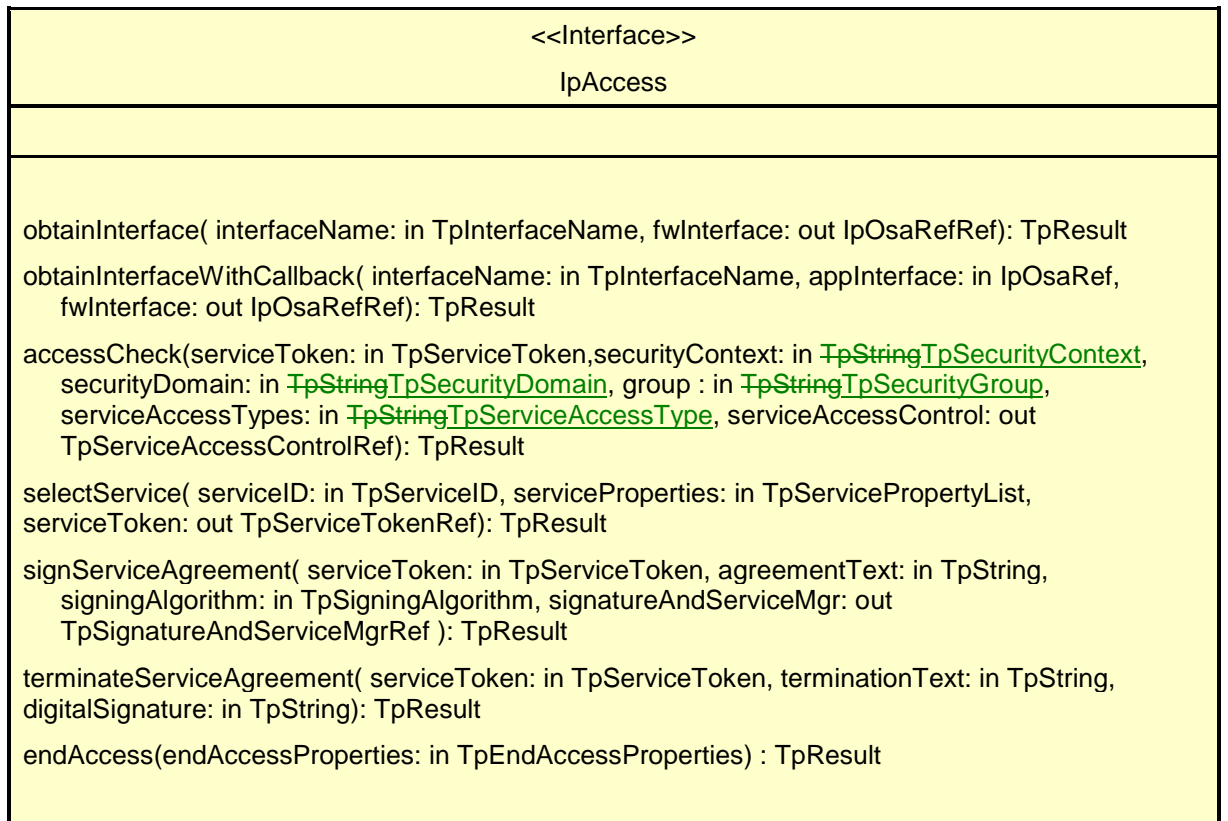 <<Interface>>
IpAccess
obtainInterface( interfaceName: in TpInterfaceName, fwInterface: out IpOsaRefRef): TpResult
obtainInterfaceWithCallback( interfaceName: in TpInterfaceName, appInterface: in IpOsaRef,
fwInterface: out IpOsaRefRef): TpResult
accessCheck(serviceToken: in TpServiceToken,securityContext: in TpStringTpSecurityContext,
securityDomain: in TpStringTpSecurityDomain, group : in TpStringTpSecurityGroup,
serviceAccessTypes: in TpStringTpServiceAccessType, serviceAccessControl: out
TpServiceAccessControlRef): TpResult
selectService( serviceID: in TpServiceID, serviceProperties: in TpServicePropertyList,
serviceToken: out TpServiceTokenRef): TpResult
signServiceAgreement( serviceToken: in TpServiceToken, agreementText: in TpString,
signingAlgorithm: in TpSigningAlgorithm, signatureAndServiceMgr: out
TpSignatureAndServiceMgrRef ): TpResult
terminateServiceAgreement( serviceToken: in TpServiceToken, terminationText: in TpString,
digitalSignature: in TpString): TpResult
endAccess(endAccessProperties: in TpEndAccessProperties) : TpResult